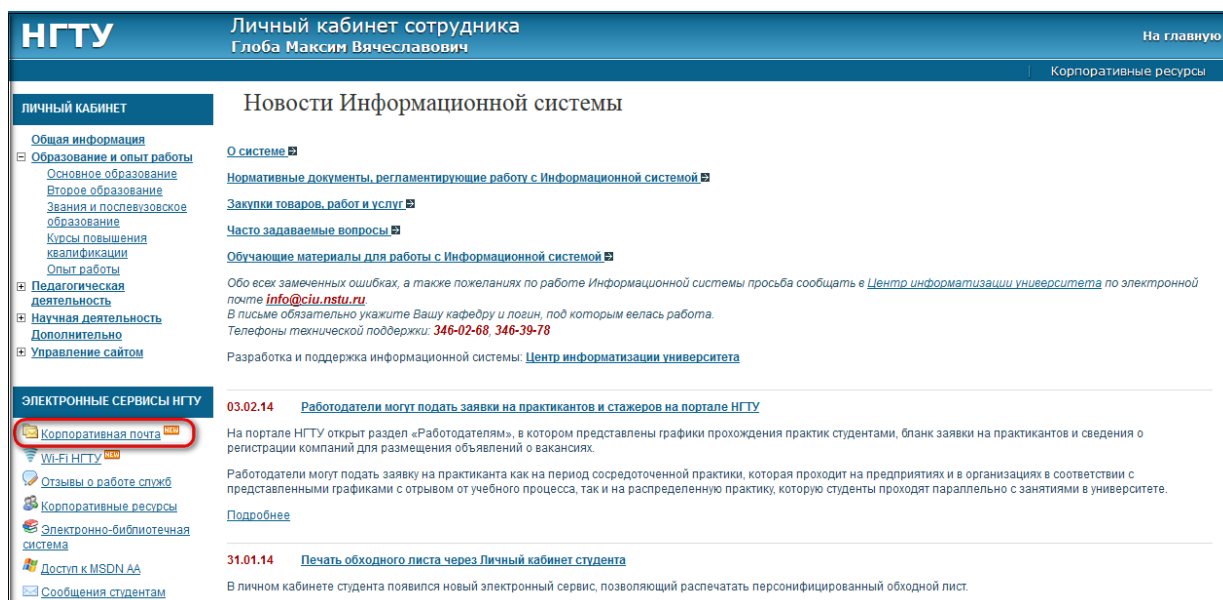 НГТУ
Личный кабинет сотрудника
Глоба Максим Вячеславович
На главную
Корпоративные ресурсы
ЛИЧНЫЙ КАБИНЕТ
Общая информация
Образование и опыт работы
Основное образование
Второе образование
Звания и послевузовское
образование
Курсы повышения
квалификации
Опыт работы
Педагогическая
деятельность
Научная деятельность
Дополнительно
Управление сайтом
ЭЛЕКТРОННЫЕ СЕРВИСЫ НГТУ
Корпоративная почта NEW
Wi-Fi НГТУ NEW
Отзывы о работе служб
Корпоративные ресурсы
Электронно-библиотечная
система
Доступ к MSDN AA
Сообщения студентам
Новости Информационной системы
О системе
Нормативные документы, регламентирующие работу с Информационной системой
Закупки товаров, работ и услуг
Часто задаваемые вопросы
Обучающие материалы для работы с Информационной системой
Обо всех замеченных ошибках, а также пожеланиях по работе Информационной системы просьба сообщать в Центр информатизации университета по электронной
почте info@ciu.nstu.ru.
В письме обязательно укажите Вашу кафедру и логин, под которым велась работа.
Телефоны технической поддержки: 346-02-68, 346-39-78
Разработка и поддержка информационной системы: Центр информатизации университета
03.02.14 Работодатели могут подать заявки на практикантов и стажеров на портале НГТУ
На портале НГТУ открыт раздел «Работодателям», в котором представлены графики прохождения практик студентами, бланк заявки на практикантов и сведения о
регистрации компаний для размещения объявлений о вакансиях.
Работодатели могут подать заявку на практиканта как на период сосредоточенной практики, которая проходит на предприятиях и в организациях в соответствии с
представленными графиками с отрывом от учебного процесса, так и на распределенную практику, которую студенты проходят параллельно с занятиями в университете.
Подробнее
31.01.14 Печать обходного листа через Личный кабинет студента
В личном кабинете студента появился новый электронный сервис, позволяющий распечатать персонифицированный обходной лист.